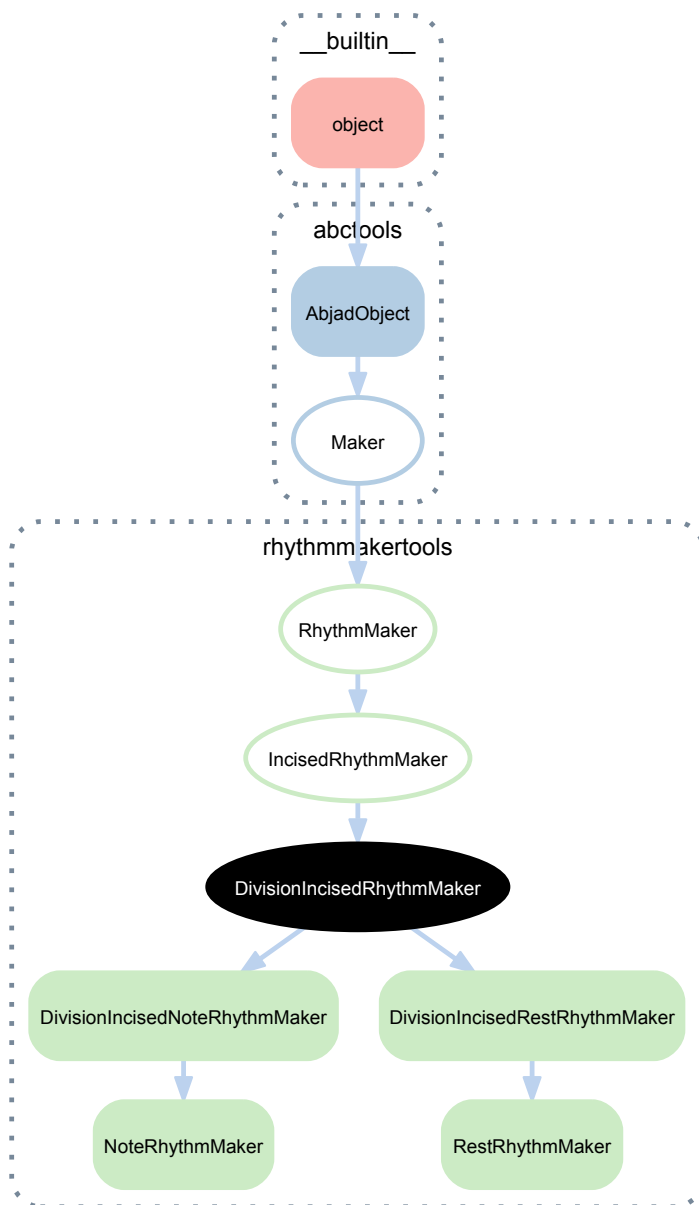 __builtin__
object
abctools
AbjadObject
Maker
rhythmmakertools
RhythmMaker
IncisedRhythmMaker
DivisionIncisedRhythmMaker
DivisionIncisedNoteRhythmMaker
DivisionIncisedRestRhythmMaker
NoteRhythmMaker
RestRhythmMaker